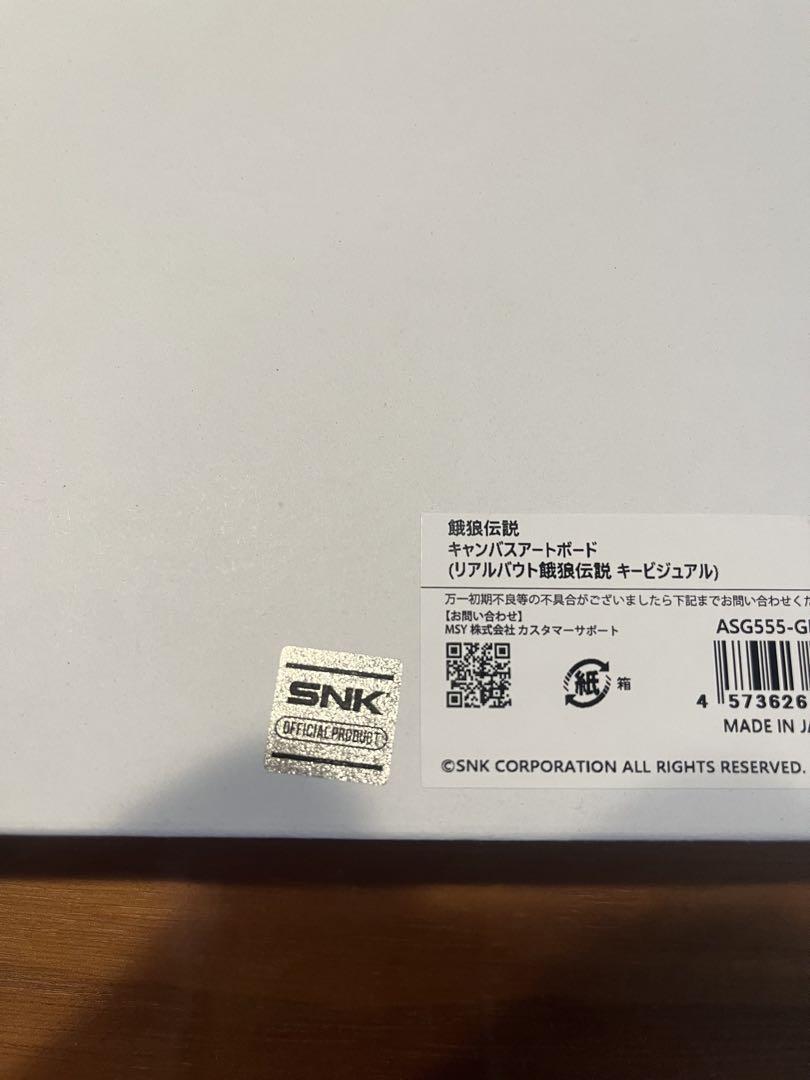 餓狼伝説
キャンバスアートボード
(リアルバウト餓狼伝説 キービジュアル)
万一初期不良等の不具合がございましたら下記までお問い合わせくだ
【お問い合わせ】
MSY 株式会社 カスタマーサポート
ASG555-G
紙 箱
4 573626
MADE IN JA
©SNK CORPORATION ALL RIGHTS RESERVED.
SNK
OFFICIAL PRODUCT